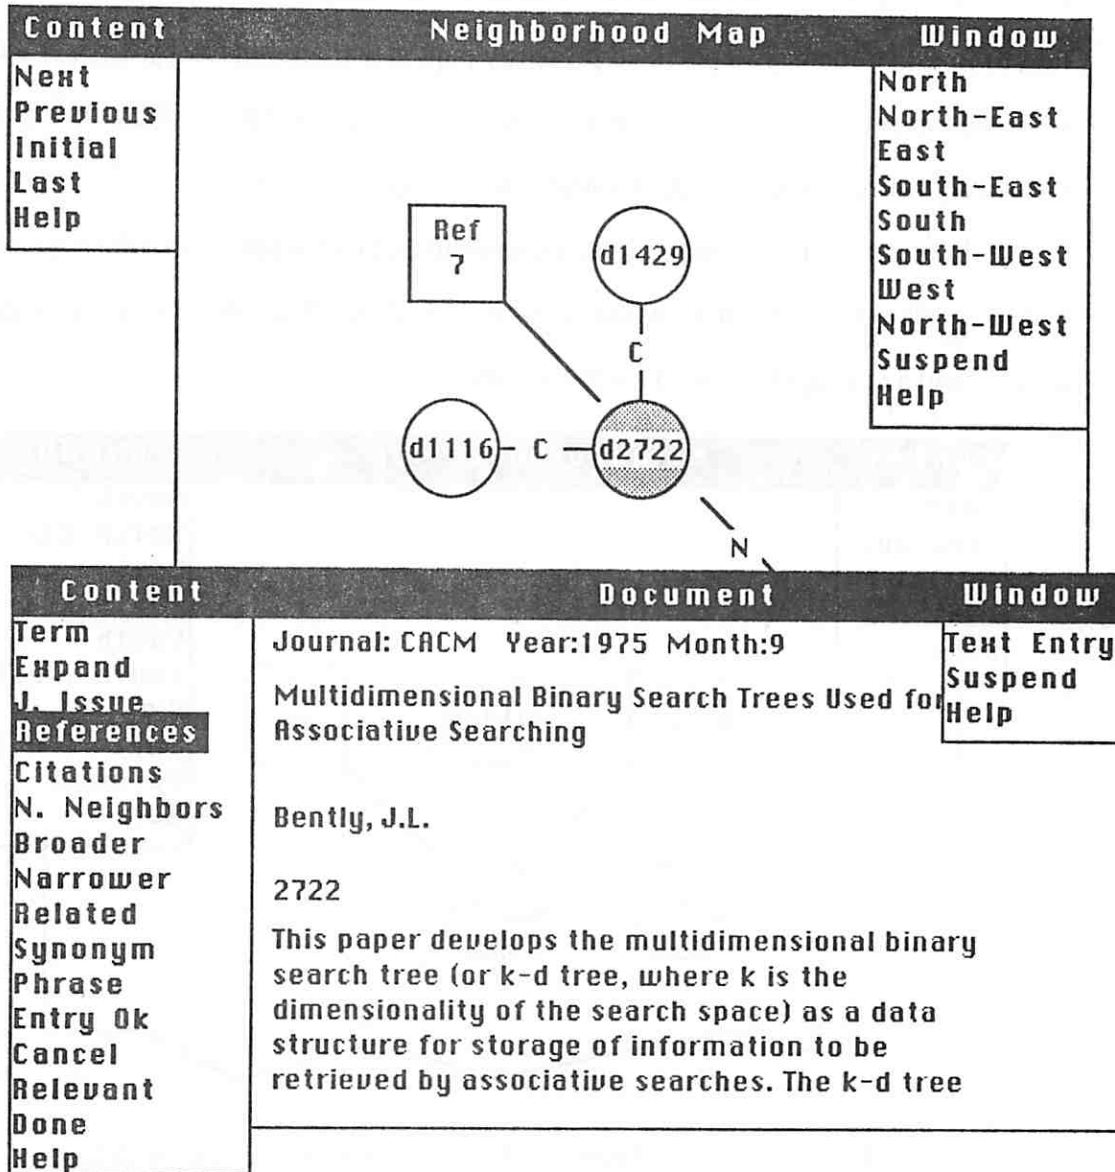 Content
Neighborhood Map
Window
Next
Previous
Initial
Last
Help
North
North-East
East
South-East
South
South-West
West
North-West
Suspend
Help
Ref
7
d1429
C
d1116
C
d2722
N
Content
Document
Window
Term
Expand
J. Issue
References
Citations
N. Neighbors
Broader
Narrower
Related
Synonym
Phrase
Entry Ok
Cancel
Relevant
Done
Help
Journal: CACM Year:1975 Month:9
Multidimensional Binary Search Trees Used for
Associative Searching
Bently, J.L.
2722
This paper develops the multidimensional binary
search tree (or k-d tree, where k is the
dimensionality of the search space) as a data
structure for storage of information to be
retrieved by associative searches. The k-d tree
Text Entry
Suspend
Help